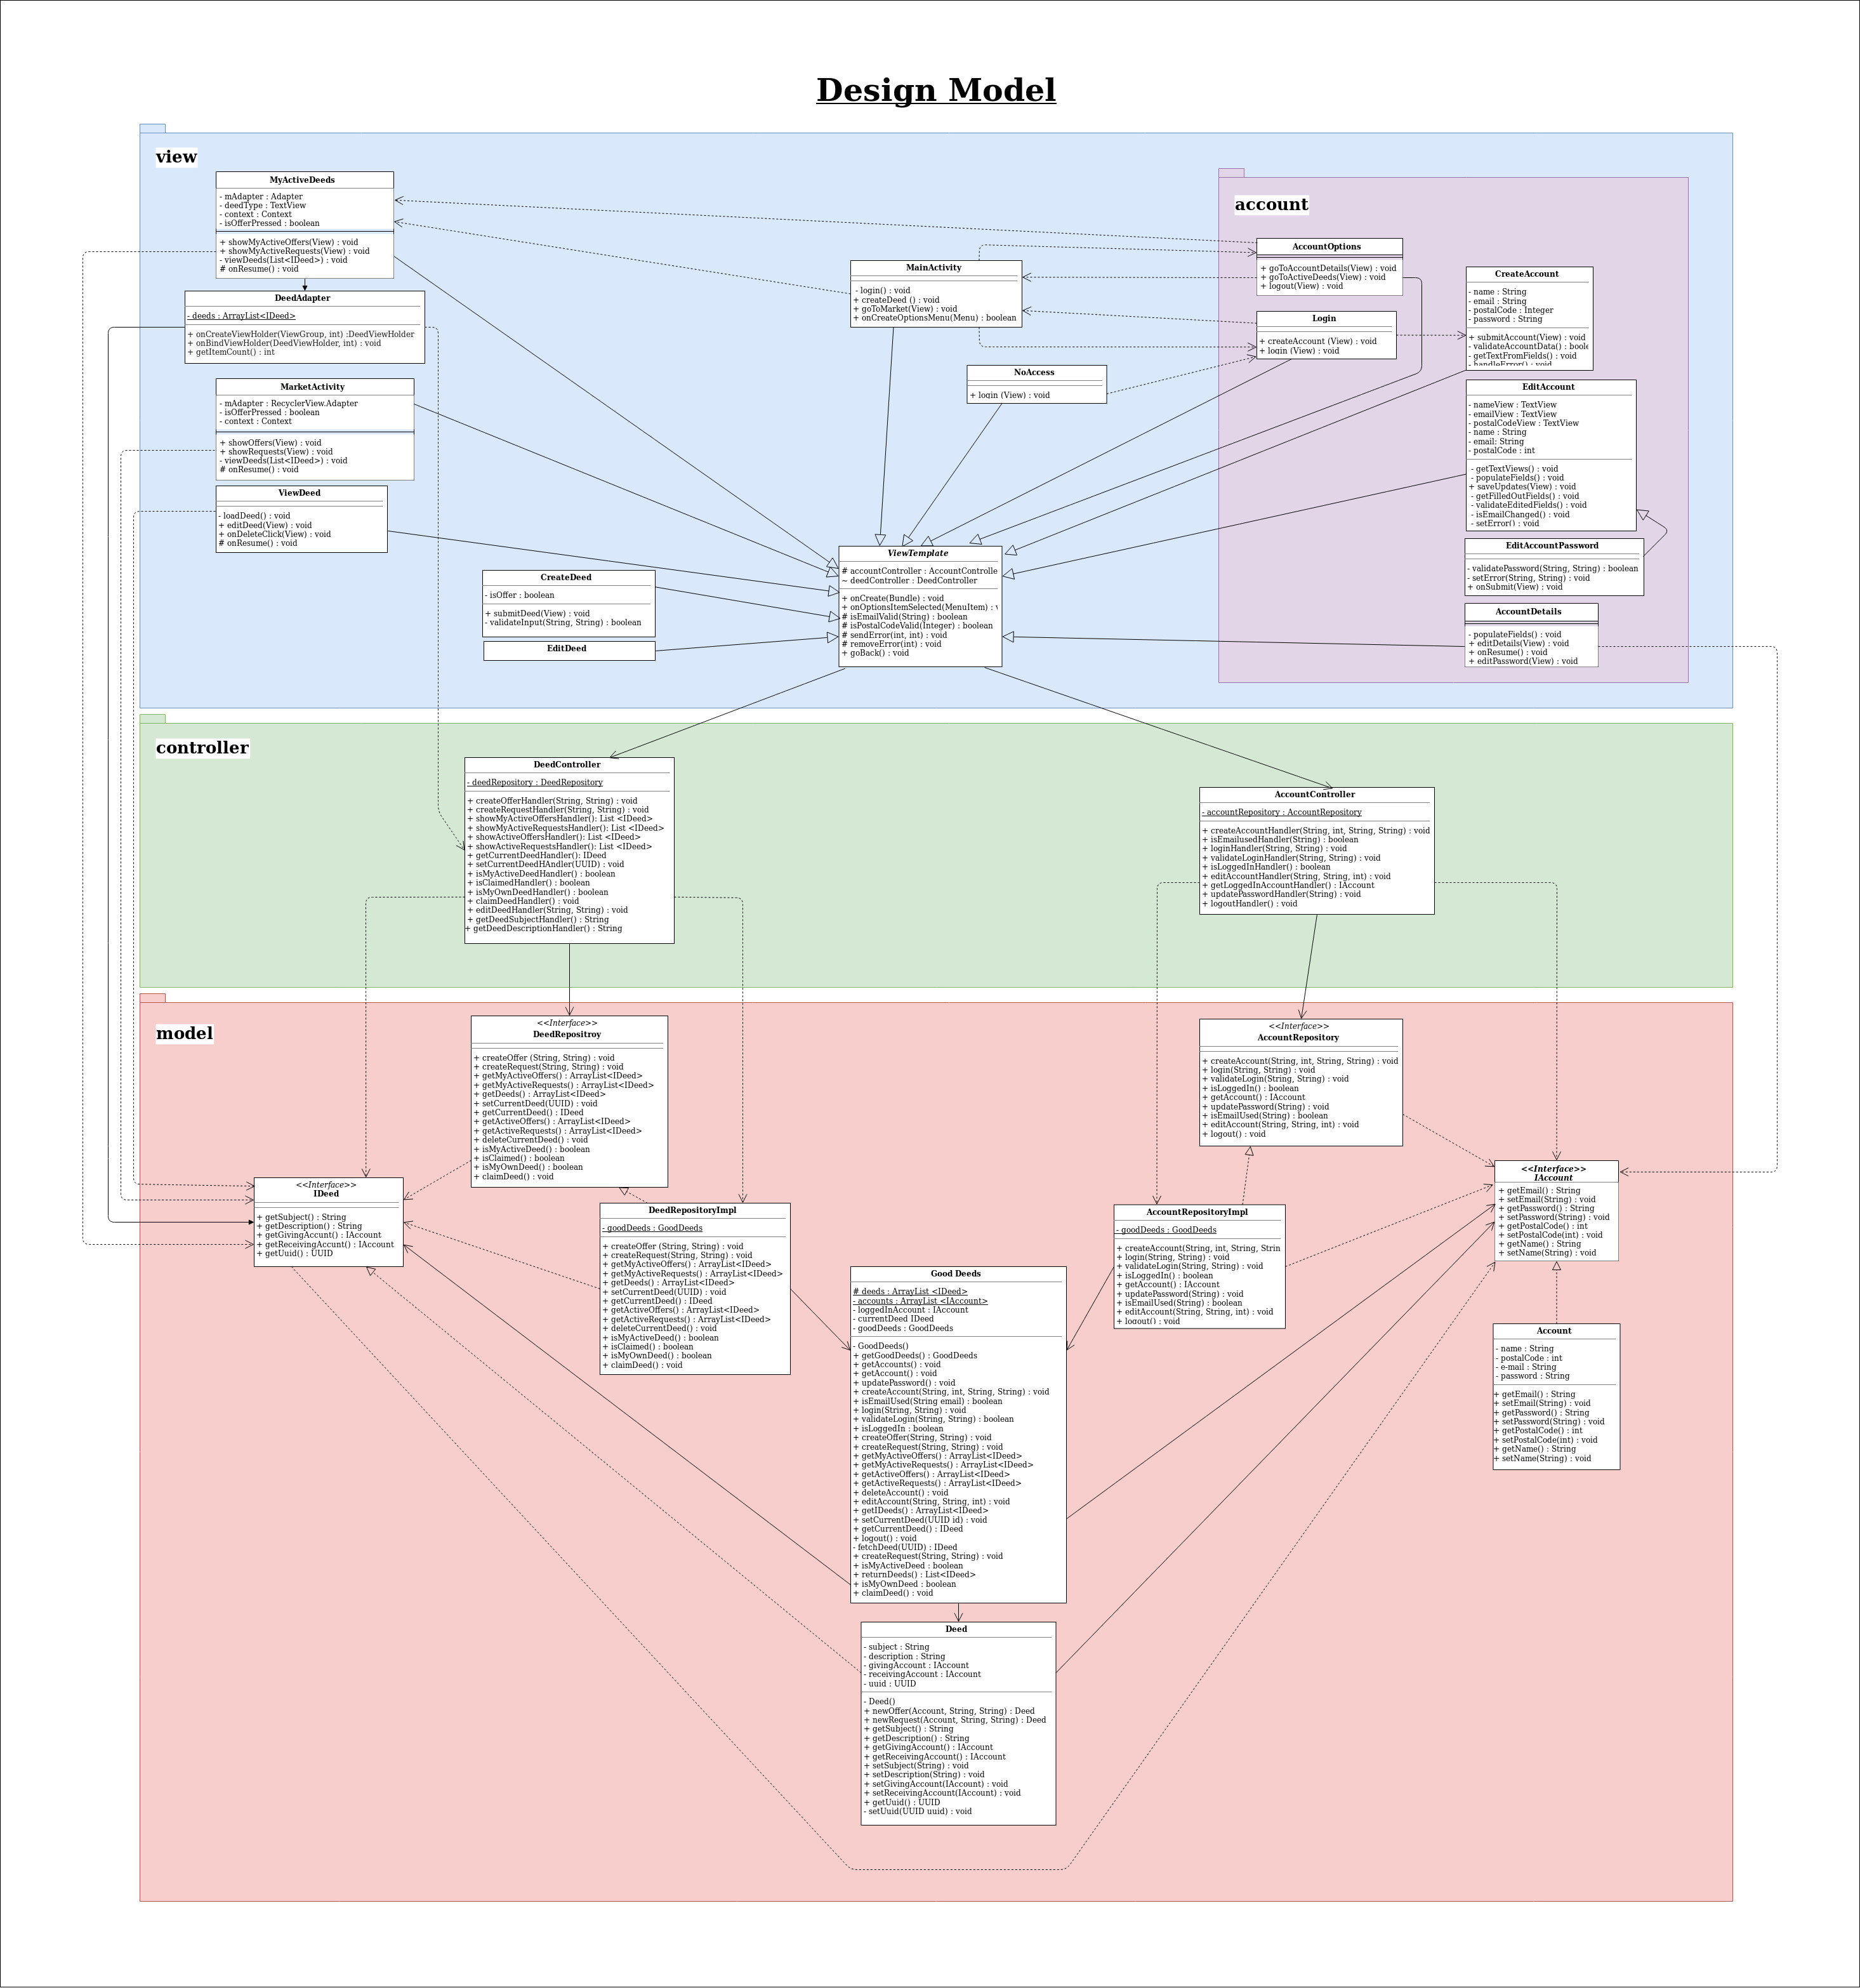 Design Model
view
MyActiveDeeds
- mAdapter : Adapter
- deedType : TextView
- context : Context
- isOfferPressed : boolean
+ showMyActiveOffers(View) : void
+ showMyActiveRequests(View) : void
- viewDeeds(List<IDeed>) : void
# onResume() : void
DeedAdapter
- deeds : ArrayList<IDeed>
+ onCreateViewHolder(ViewGroup, int) :DeedViewHolder
+ onBindViewHolder(DeedViewHolder, int) : void
+ getItemCount() : int
MarketActivity
- mAdapter : RecyclerView.Adapter
- isOfferPressed : boolean
- context : Context
+ showOffers(View) : void
+ showRequests(View) : void
- viewDeeds(List<IDeed>) : void
# onResume() : void
ViewDeed
- loadDeed() : void
+ editDeed(View) : void
+ onDeleteClick(View) : void
# onResume() : void
CreateDeed
- isOffer : boolean
+ submitDeed(View) : void
- validateInput(String, String) : boolean
EditDeed
MainActivity
- login() : void
+ createDeed () : void
+ goToMarket(View) : void
+ onCreateOptionsMenu(Menu) : boolean
NoAccess
+ login (View) : void
ViewTemplate
# accountController : AccountControlle
~ deedController : DeedController
+ onCreate(Bundle) : void
+ onOptionsItemSelected(MenuItem) : v
# isEmailValid(String) : boolean
# isPostalCodeValid(Integer) : boolean
# sendError(int, int) : void
# removeError(int) : void
+ goBack() : void
account
AccountOptions
+ goToAccountDetails(View) : void
+ goToActiveDeeds(View) : void
+ logout(View) : void
Login
+ createAccount (View) : void
+ login (View) : void
CreateAccount
- name : String
- email : String
- postalCode : Integer
- password : String
+ submitAccount(View) : void
- validateAccountData() : boole
- getTextFromFields() : void
- handleError() : void
EditAccount
- nameView : TextView
- emailView : TextView
- postalCodeView : TextView
- name : String
- email: String
- postalCode : int
- getTextViews() : void
- populateFields() : void
+ saveUpdates(View) : void
- getFilledOutFields() : void
- validateEditedFields() : void
- isEmailChanged() : void
- setError() : void
EditAccountPassword
- validatePassword(String, String) : boolean
- setError(String, String) : void
+ onSubmit(View) : void
AccountDetails
- populateFields() : void
+ editDetails(View) : void
+ onResume() : void
+ editPassword(View) : void
controller
DeedController
- deedRepository : DeedRepository
+ createOfferHandler(String, String) : void
+ createRequestHandler(String, String) : void
+ showMyActiveOffersHandler(): List <IDeed>
+ showMyActiveRequestsHandler(): List <IDeed>
+ showActiveOffersHandler(): List <IDeed>
+ showActiveRequestsHandler(): List <IDeed>
+ getCurrentDeedHandler(): IDeed
+ setCurrentDeedHAndler(UUID) : void
+ isMyActiveDeedHandler() : boolean
+ isClaimedHandler() : boolean
+ isMyOwnDeedHandler() : boolean
+ claimDeedHandler() : void
+ editDeedHandler(String, String) : void
+ getDeedSubjectHandler() : String
+ getDeedDescriptionHandler() : String
AccountController
- accountRepository : AccountRepository
+ createAccountHandler(String, int, String, String) : void
+ isEmailusedHandler(String) : boolean
+ loginHandler(String, String) : void
+ validateLoginHandler(String, String) : void
+ isLoggedInHandler() : boolean
+ editAccountHandler(String, String, int) : void
+ getLoggedInAccountHandler() : IAccount
+ updatePasswordHandler(String) : void
+ logoutHandler() : void
model
<<Interface>>
DeedRepositroy
+ createOffer (String, String) : void
+ createRequest(String, String) : void
+ getMyActiveOffers() : ArrayList<IDeed>
+ getMyActiveRequests() : ArrayList<IDeed>
+ getDeeds() : ArrayList<IDeed>
+ setCurrentDeed(UUID) : void
+ getCurrentDeed() : IDeed
+ getActiveOffers() : ArrayList<IDeed>
+ getActiveRequests() : ArrayList<IDeed>
+ deleteCurrentDeed() : void
+ isMyActiveDeed() : boolean
+ isClaimed() : boolean
+ isMyOwnDeed() : boolean
+ claimDeed() : void
<<Interface>>
AccountRepository
+ createAccount(String, int, String, String) : void
+ login(String, String) : void
+ validateLogin(String, String) : void
+ isLoggedIn() : boolean
+ getAccount() : IAccount
+ updatePassword(String) : void
+ isEmailUsed(String) : boolean
+ editAccount(String, String, int) : void
+ logout() : void
<<Interface>>
IDeed
+ getSubject() : String
+ getDescription() : String
+ getGivingAccunt() : IAccount
+ getReceivingAccunt() : IAccount
+ getUuid() : UUID
DeedRepositoryImpl
- goodDeeds : GoodDeeds
+ createOffer (String, String) : void
+ createRequest(String, String) : void
+ getMyActiveOffers() : ArrayList<IDeed>
+ getMyActiveRequests() : ArrayList<IDeed>
+ getDeeds() : ArrayList<IDeed>
+ setCurrentDeed(UUID) : void
+ getCurrentDeed() : IDeed
+ getActiveOffers() : ArrayList<IDeed>
+ getActiveRequests() : ArrayList<IDeed>
+ deleteCurrentDeed() : void
+ isMyActiveDeed() : boolean
+ isClaimed() : boolean
+ isMyOwnDeed() : boolean
+ claimDeed() : void
Good Deeds
# deeds : ArrayList <IDeed>
- accounts : ArrayList <IAccount>
- loggedInAccount : IAccount
- currentDeed IDeed
- goodDeeds : GoodDeeds
- GoodDeeds()
+ getGoodDeeds() : GoodDeeds
+ getAccounts() : void
+ getAccount() : void
+ updatePassword() : void
+ createAccount(String, int, String, String) : void
+ isEmailUsed(String email) : boolean
+ login(String, String) : void
+ validateLogin(String, String) : boolean
+ isLoggedIn : boolean
+ createOffer(String, String) : void
+ createRequest(String, String) : void
+ getMyActiveOffers() : ArrayList<IDeed>
+ getMyActiveRequests() : ArrayList<IDeed>
+ getActiveOffers() : ArrayList<IDeed>
+ getActiveRequests() : ArrayList<IDeed>
+ deleteAccount() : void
+ editAccount(String, String, int) : void
+ getIDeeds() : ArrayList<IDeed>
+ setCurrentDeed(UUID id) : void
+ getCurrentDeed() : IDeed
+ logout() : void
- fetchDeed(UUID) : IDeed
+ createRequest(String, String) : void
+ isMyActiveDeed : boolean
+ returnDeeds() : List<IDeed>
+ isMyOwnDeed : boolean
+ claimDeed() : void
AccountRepositoryImpl
- goodDeeds : GoodDeeds
+ createAccount(String, int, String, Strin
+ login(String, String) : void
+ validateLogin(String, String) : void
+ isLoggedIn() : boolean
+ getAccount() : IAccount
+ updatePassword(String) : void
+ isEmailUsed(String) : boolean
+ editAccount(String, String, int) : void
+ logout() : void
<<Interface>>
IAccount
+ getEmail() : String
+ setEmail(String) : void
+ getPassword() : String
+ setPassword(String) : void
+ getPostalCode() : int
+ setPostalCode(int) : void
+ getName() : String
+ setName(String) : void
Account
- name : String
- postalCode : int
- e-mail : String
- password : String
+ getEmail() : String
+ setEmail(String) : void
+ getPassword() : String
+ setPassword(String) : void
+ getPostalCode() : int
+ setPostalCode(int) : void
+ getName() : String
+ setName(String) : void
Deed
- subject : String
- description : String
- givingAccount : IAccount
- receivingAccount : IAccount
- uuid : UUID
- Deed()
+ newOffer(Account, String, String) : Deed
+ newRequest(Account, String, String) : Deed
+ getSubject() : String
+ getDescription() : String
+ getGivingAccount() : IAccount
+ getReceivingAccount() : IAccount
+ setSubject(String) : void
+ setDescription(String) : void
+ setGivingAccount(IAccount) : void
+ setReceivingAccount(IAccount) : void
+ getUuid() : UUID
- setUuid(UUID uuid) : void